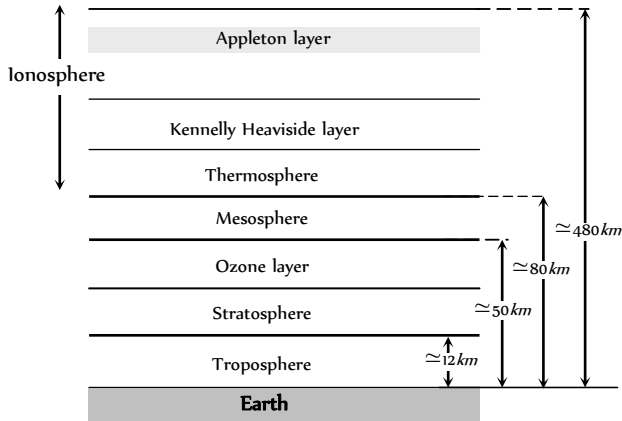 Appleton layer
Ionosphere
Kennelly Heaviside layer
Thermosphere
Mesosphere
≃480km
≃80km
Ozone layer
≃50km
Stratosphere
≃12km
Troposphere
Earth